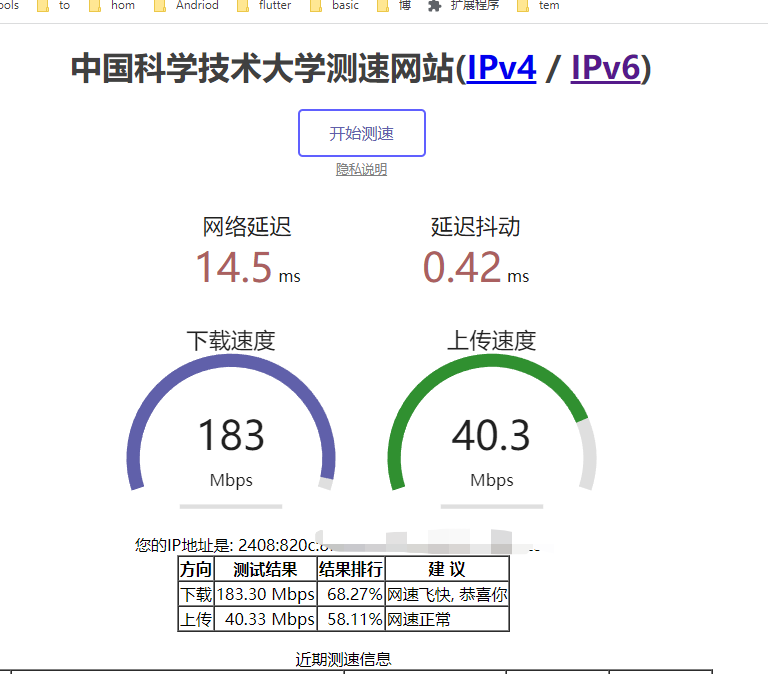 to hom Andriod flutter basic 博 扩展程序 tem
中国科学技术大学测速网站(IPv4 / IPv6)
开始测速
隐私说明
网络延迟 延迟抖动
14.5 ms 0.42 ms
下载速度 上传速度
183 40.3
Mbps Mbps
您的IP地址是: 2408:820c:
方向 测试结果 结果排行 建 议
下载 183.30 Mbps 68.27% 网速飞快, 恭喜你
上传 40.33 Mbps 58.11% 网速正常
近期测速信息